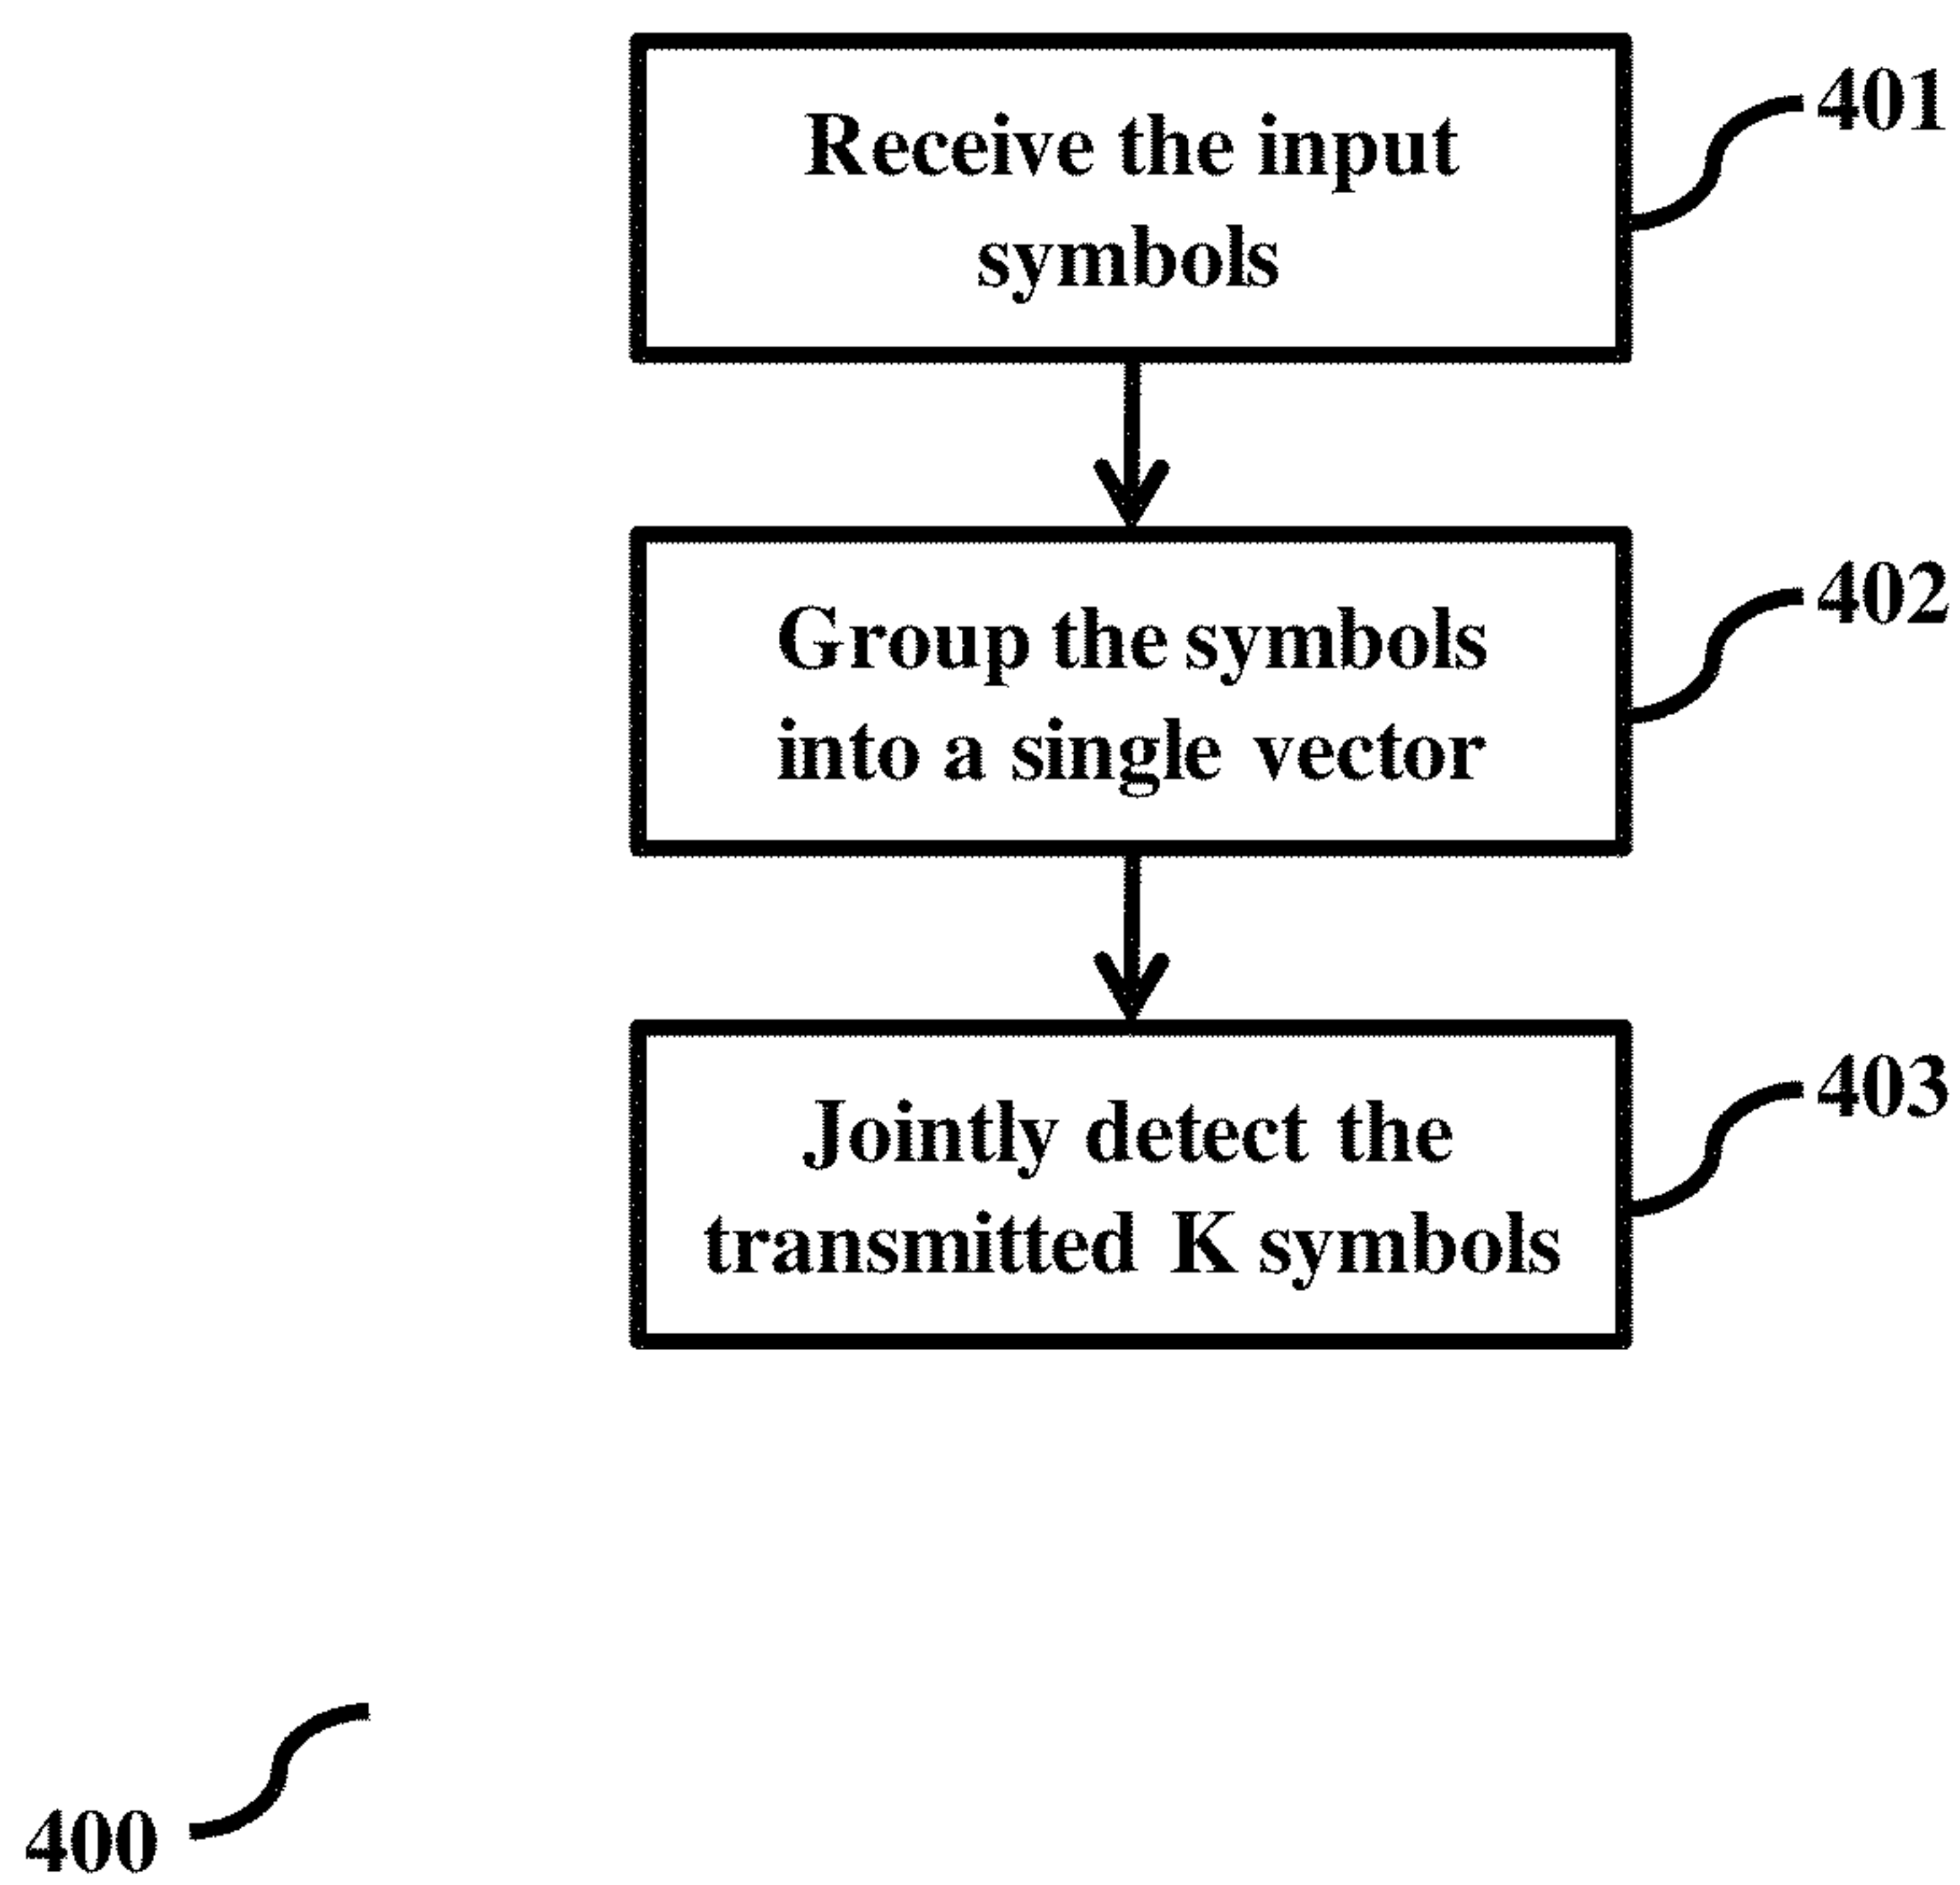 Receive the input
symbols
401
Group the symbols
into a single vector
402
Jointly detect the
transmitted K symbols
403
400